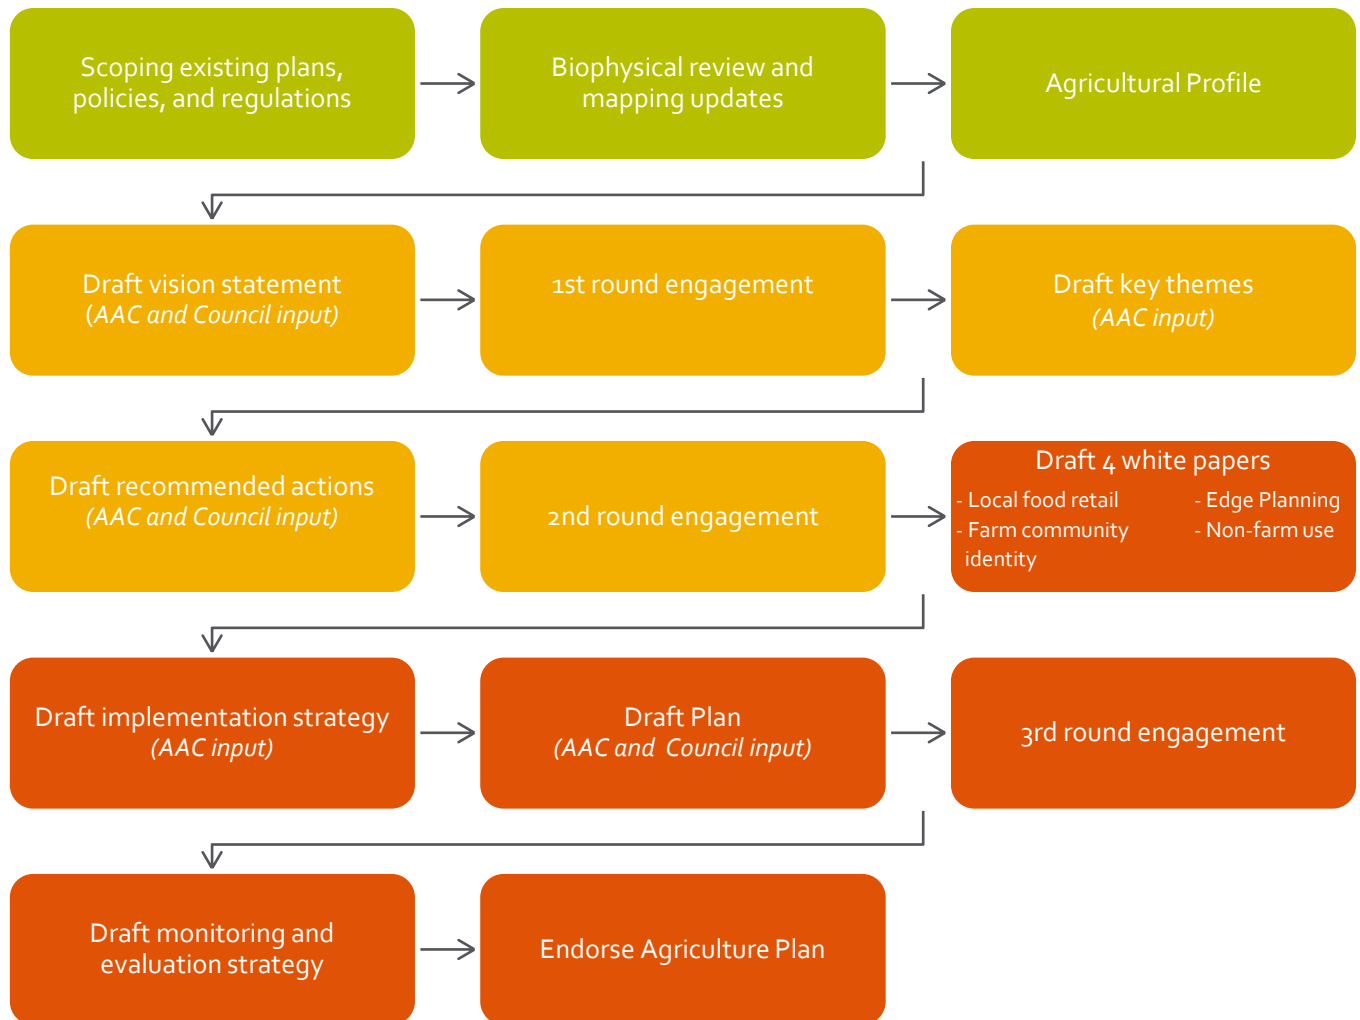 Scoping existing plans,
policies, and regulations
Biophysical review and
mapping updates
Agricultural Profile
Draft vision statement
(AAC and Council input)
1st round engagement
Draft key themes
(AAC input)
Draft recommended actions
(AAC and Council input)
2nd round engagement
Draft 4 white papers
- Local food retail
- Farm community
identity
- Edge Planning
- Non-farm use
Draft implementation strategy
(AAC input)
Draft Plan
(AAC and  Council input)
3rd round engagement
Draft monitoring and
evaluation strategy
Endorse Agriculture Plan